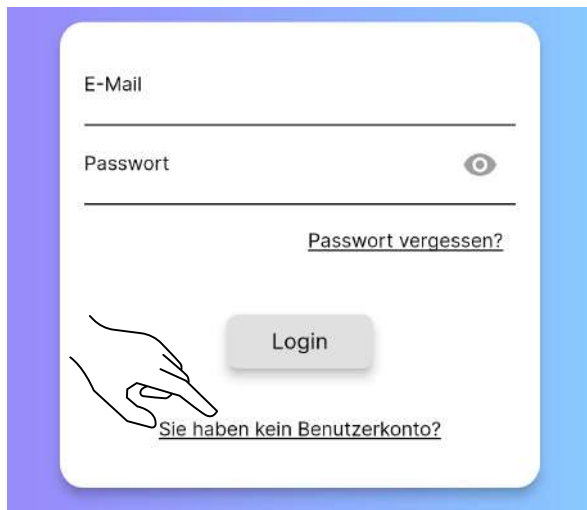 E-Mail
Passwort
Passwort vergessen?
Login
Sie haben kein Benutzerkonto?